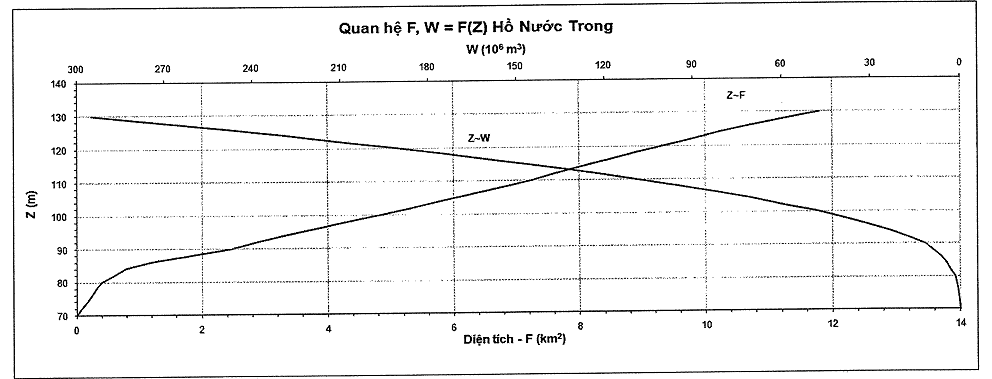 Quan hệ F, W = F(Z) Hồ Nước Trong
W (10⁶ m³)
300 270 240 210 180 150 120 90 60 30 0
140
130
120
110
100
90
80
70
Z (m)
Z~F
Z~W
0 2 4 6 8 10 12 14
Diện tích - F (km²)